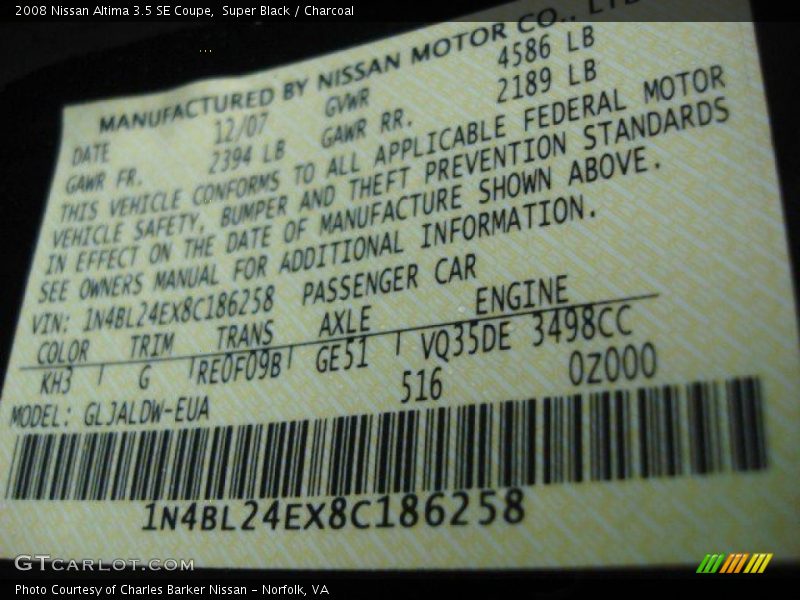 2008 Nissan Altima 3.5 SE Coupe,  Super Black / Charcoal
MANUFACTURED BY NISSAN MOTOR CO., LTD
DATE 12/07 GVWR 4586 LB
GAWR FR. 2394 LB GAWR RR. 2189 LB
THIS VEHICLE CONFORMS TO ALL APPLICABLE FEDERAL MOTOR
VEHICLE SAFETY, BUMPER AND THEFT PREVENTION STANDARDS
IN EFFECT ON THE DATE OF MANUFACTURE SHOWN ABOVE.
SEE OWNERS MANUAL FOR ADDITIONAL INFORMATION.
VIN: 1N4BL24EX8C186258 PASSENGER CAR
COLOR TRIM TRANS AXLE ENGINE
KH3 G RE0F09B GE51 VQ35DE 3498CC
MODEL: GL3ALDW-EUA 516 0Z000
1N4BL24EX8C186258
GTCARLOT.COM
Photo Courtesy of Charles Barker Nissan - Norfolk, VA